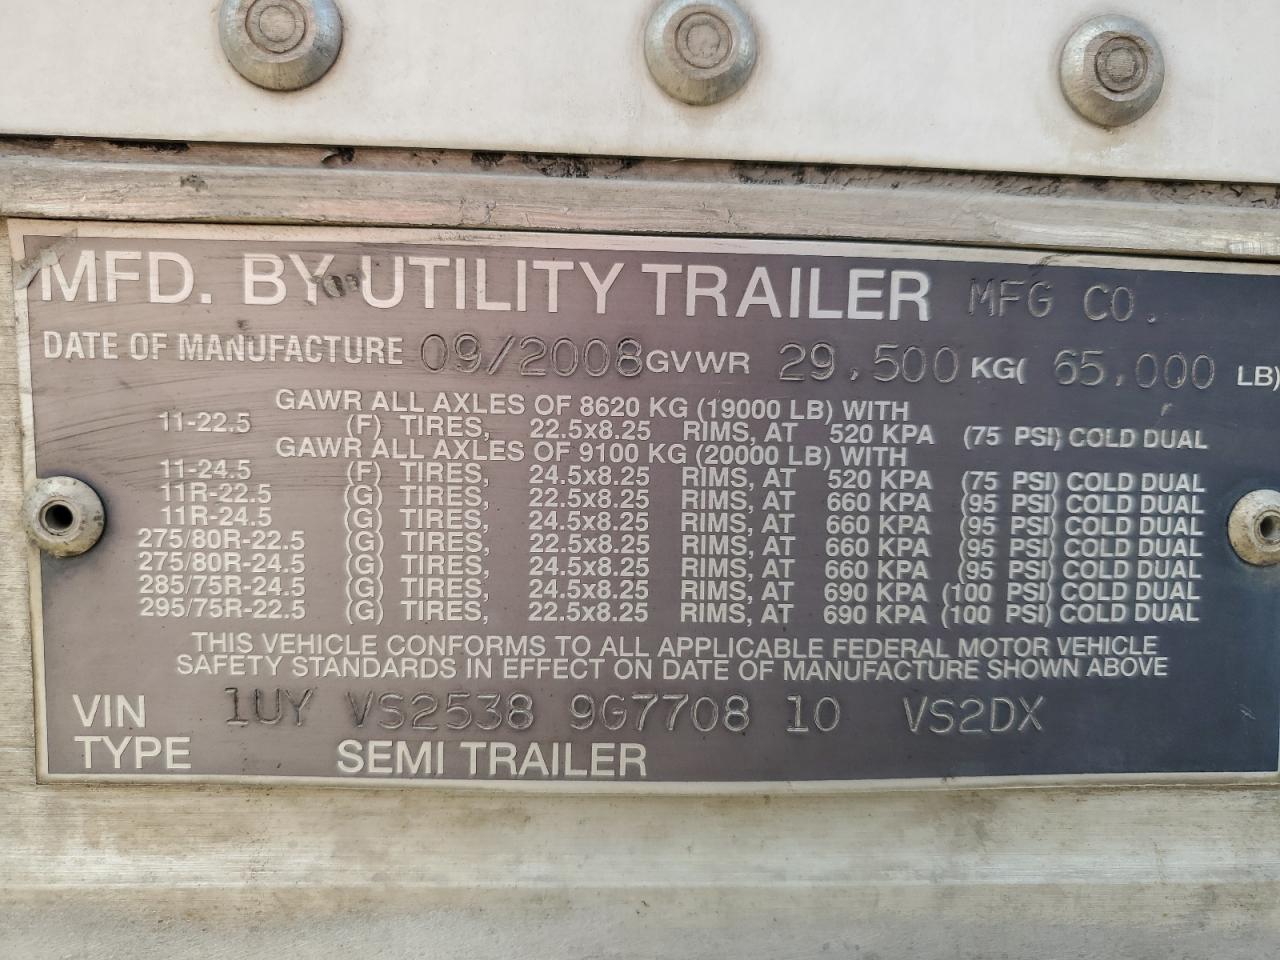 MFD. BY UTILITY TRAILER MFG CO.
DATE OF MANUFACTURE 09/2008 GVWR 29,500 KG( 65,000 LB)
GAWR ALL AXLES OF 8620 KG (19000 LB) WITH
11-22.5 (F) TIRES, 22.5x8.25 RIMS, AT 520 KPA (75 PSI) COLD DUAL
GAWR ALL AXLES OF 9100 KG (20000 LB) WITH
11-24.5 (F) TIRES, 24.5x8.25 RIMS, AT 520 KPA (75 PSI) COLD DUAL
11R-22.5 (G) TIRES, 22.5x8.25 RIMS, AT 660 KPA (95 PSI) COLD DUAL
11R-24.5 (G) TIRES, 24.5x8.25 RIMS, AT 660 KPA (95 PSI) COLD DUAL
275/80R-22.5 (G) TIRES, 22.5x8.25 RIMS, AT 660 KPA (95 PSI) COLD DUAL
275/80R-24.5 (G) TIRES, 24.5x8.25 RIMS, AT 660 KPA (95 PSI) COLD DUAL
285/75R-24.5 (G) TIRES, 24.5x8.25 RIMS, AT 690 KPA (100 PSI) COLD DUAL
295/75R-22.5 (G) TIRES, 22.5x8.25 RIMS, AT 690 KPA (100 PSI) COLD DUAL
THIS VEHICLE CONFORMS TO ALL APPLICABLE FEDERAL MOTOR VEHICLE
SAFETY STANDARDS IN EFFECT ON DATE OF MANUFACTURE SHOWN ABOVE
VIN 1UY VS2538 9G7708 10 VS2DX
TYPE SEMI TRAILER